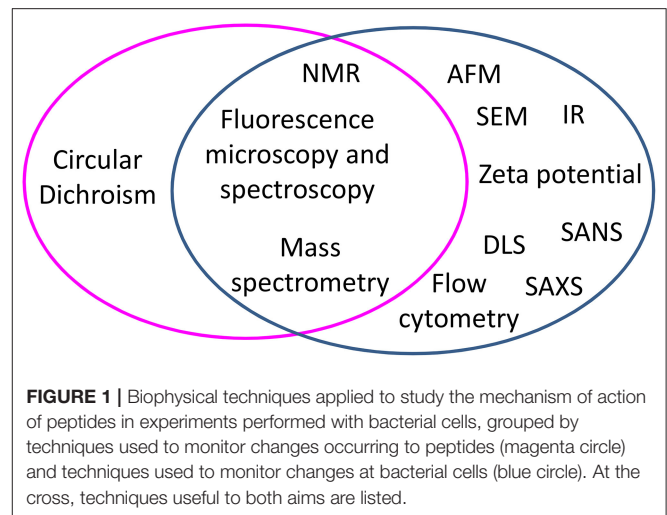 NMR
AFM
SEM
IR
Fluorescence
microscopy and
spectroscopy
Circular
Dichroism
Zeta potential
Mass
spectrometry
DLS
SANS
Flow
cytometry
SAXS
FIGURE 1 | Biophysical techniques applied to study the mechanism of action
of peptides in experiments performed with bacterial cells, grouped by
techniques used to monitor changes occurring to peptides (magenta circle)
and techniques used to monitor changes at bacterial cells (blue circle). At the
cross, techniques useful to both aims are listed.